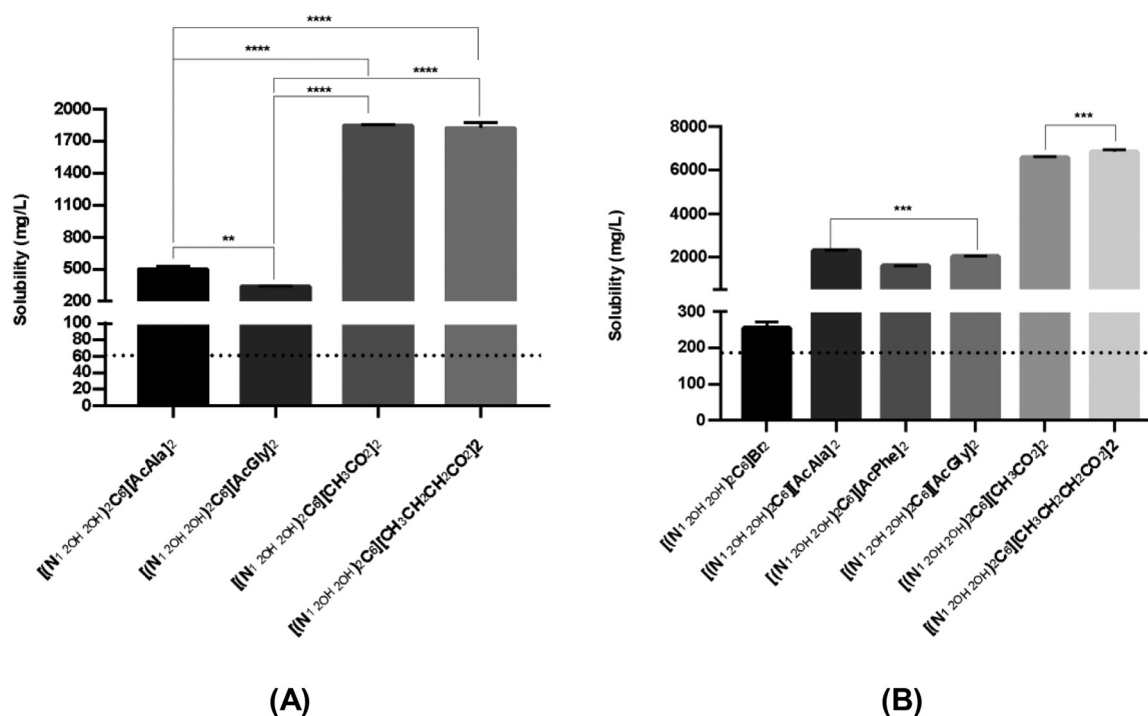 ****
****
****
****
**
Solubility (mg/L)
2000
1700
1400
1100
800
500
200
100
80
60
40
20
0
[(N1 2OH 2OH)2C6][AcAla]2
[(N1 2OH 2OH)2C6][AcGly]2
[(N1 2OH 2OH)2C6][CH3CO2]2
[(N1 2OH 2OH)2C6][CH3CH2CH2CO2]2
(A)
***
***
Solubility (mg/L)
8000
6000
4000
2000
300
200
100
0
[(N1 2OH 2OH)2C6]Br2
[(N1 2OH 2OH)2C6][AcAla]2
[(N1 2OH 2OH)2C6][AcPhe]2
[(N1 2OH 2OH)2C6][AcGly]2
[(N1 2OH 2OH)2C6][CH3CO2]2
[(N1 2OH 2OH)2C6][CH3CH2CH2CO2]2
(B)